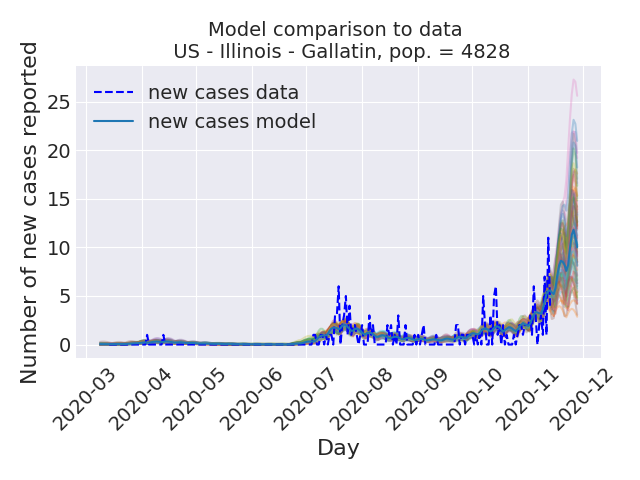 Model comparison to data
US - Illinois - Gallatin, pop. = 4828
new cases data
new cases model
Number of new cases reported
25
20
15
10
5
0
2020-03
2020-04
2020-05
2020-06
2020-07
2020-08
2020-09
2020-10
2020-11
2020-12
Day